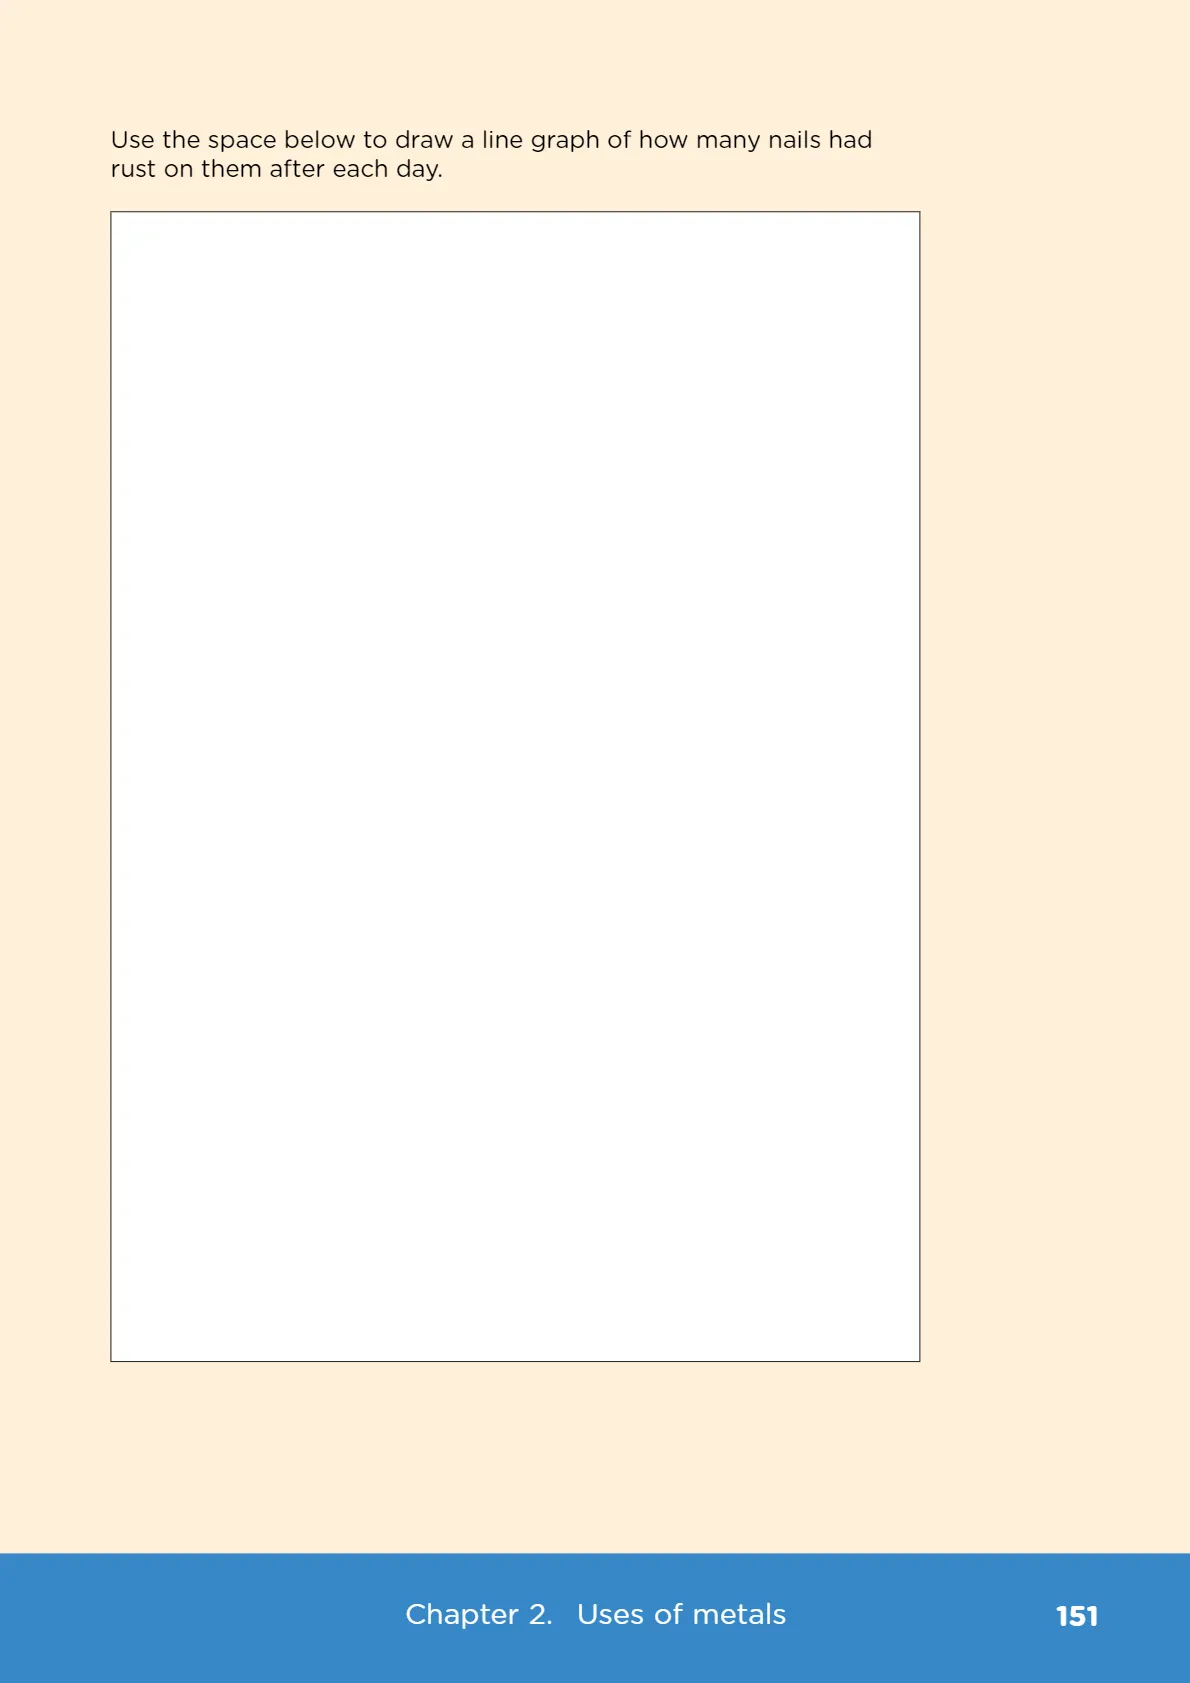 Use the space below to draw a line graph of how many nails had
rust on them after each day.
Chapter 2. Uses of metals
151